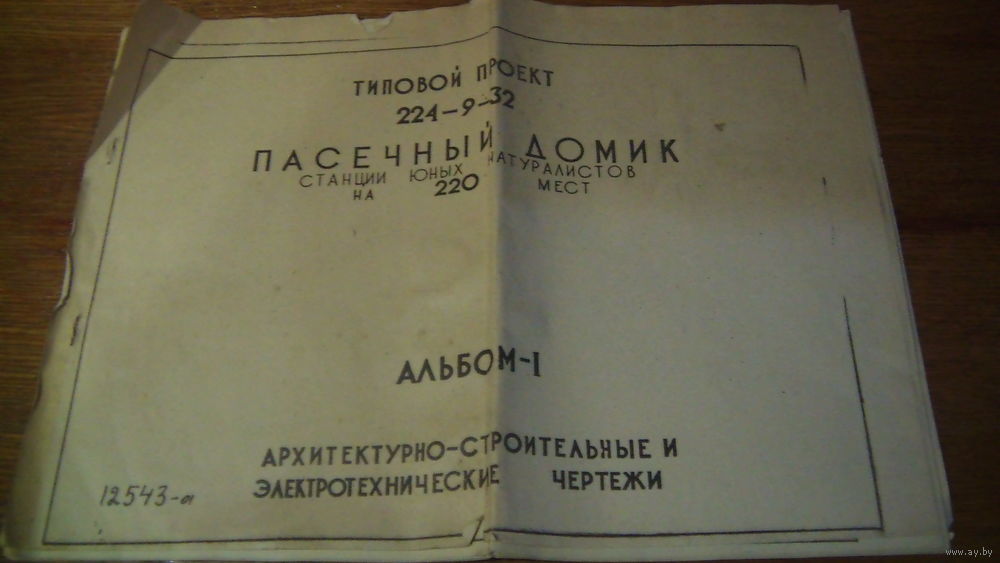 ТИПОВОЙ ПРОЕКТ
224-9-32
ПАСЕЧНЫЙ ДОМИК
СТАНЦИИ ЮНЫХ НАТУРАЛИСТОВ
НА 220 МЕСТ
АЛЬБОМ-I
АРХИТЕКТУРНО-СТРОИТЕЛЬНЫЕ И
ЭЛЕКТРОТЕХНИЧЕСКИЕ ЧЕРТЕЖИ
12543-а
www.ay.by